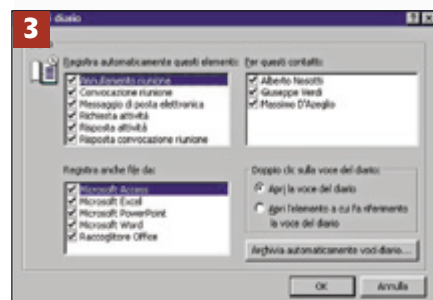 3
diario
Registra automaticamente questi elementi:
Annullamento riunione
Convocazione riunione
Messaggio di posta elettronica
Richiesta attività
Risposta attività
Risposta convocazione riunione
Per questi contatti:
Alberto Nosotti
Giuseppe Verdi
Massimo D'Azeglio
Registra anche file da:
Microsoft Access
Microsoft Excel
Microsoft PowerPoint
Microsoft Word
Raccoglitore Office
Doppio clic sulla voce del diario:
Apri la voce del diario
Apri l'elemento a cui fa riferimento
la voce del diario
Archivia automaticamente voci diario...
OK
Annulla